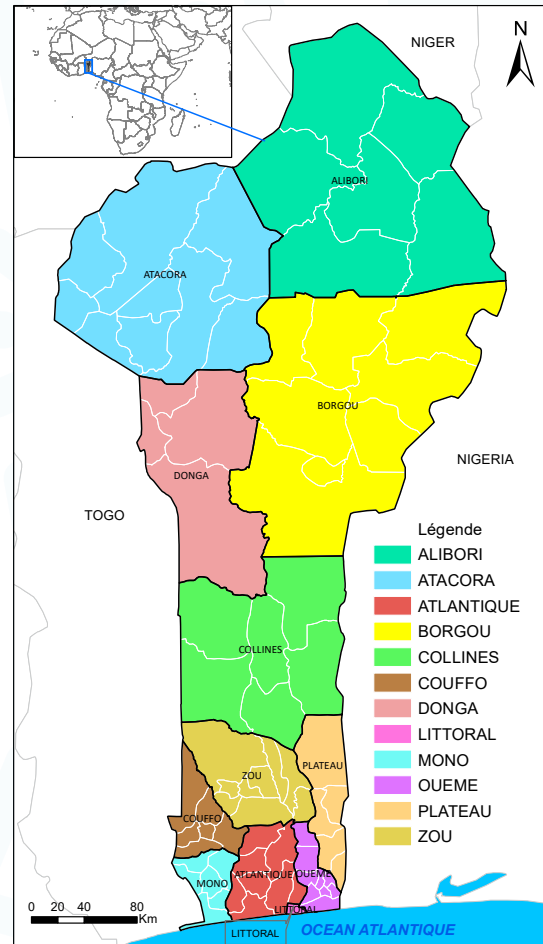 NIGER
N
ALIBORI
ATACORA
BORGOU
DONGA
NIGERIA
TOGO
Légende
ALIBORI
ATACORA
ATLANTIQUE
BORGOU
COLLINES
COUFFO
DONGA
LITTORAL
MONO
OUEME
PLATEAU
ZOU
COLLINES
PLATEAU
ZOU
COUFFO
ATLANTIQUE
OUEME
MONO
LITTORAL
0 20 40 80
Km
LITTORAL
OCEAN ATLANTIQUE